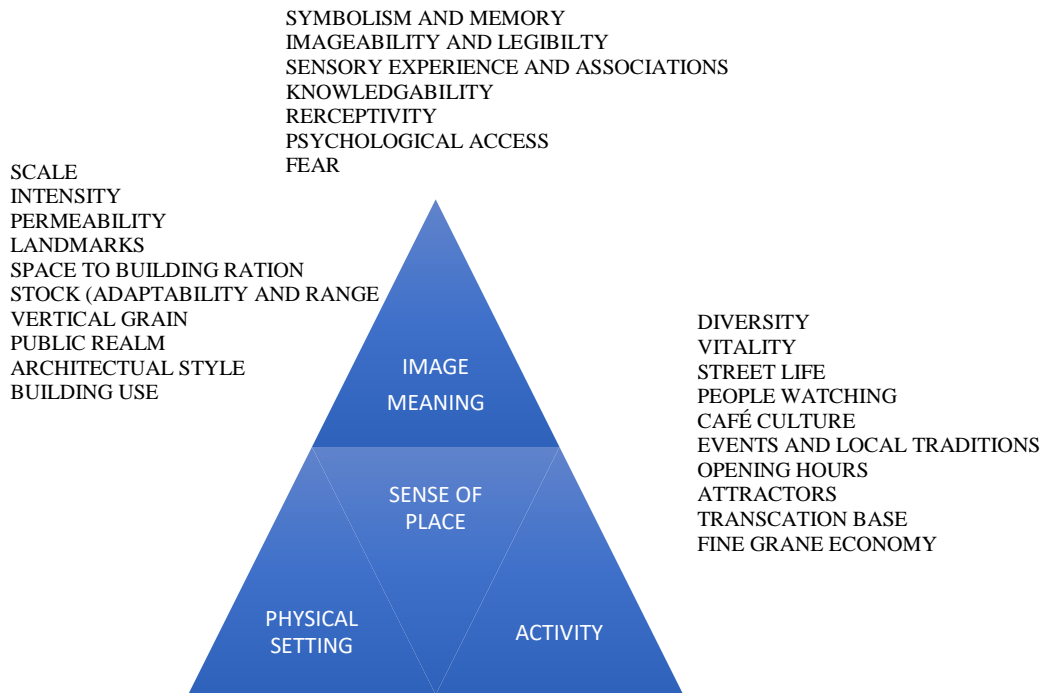 SYMBOLISM AND MEMORY
IMAGEABILITY AND LEGIBILTY
SENSORY EXPERIENCE AND ASSOCIATIONS
KNOWLEDGABILITY
RERCEPTIVITY
PSYCHOLOGICAL ACCESS
FEAR
SCALE
INTENSITY
PERMEABILITY
LANDMARKS
SPACE TO BUILDING RATION
STOCK (ADAPTABILITY AND RANGE
VERTICAL GRAIN
PUBLIC REALM
ARCHITECTUAL STYLE
BUILDING USE
DIVERSITY
VITALITY
STREET LIFE
PEOPLE WATCHING
CAFÉ CULTURE
EVENTS AND LOCAL TRADITIONS
OPENING HOURS
ATTRACTORS
TRANSCATION BASE
FINE GRANE ECONOMY
IMAGE
MEANING
SENSE OF
PLACE
PHYSICAL
SETTING
ACTIVITY